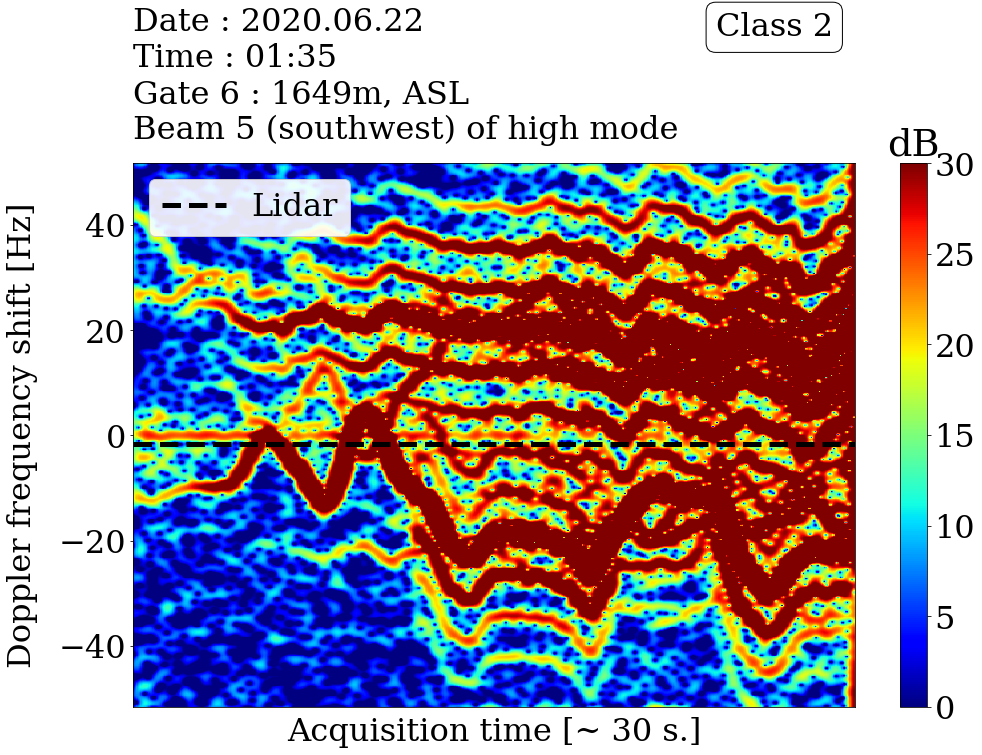 Date : 2020.06.22
Time : 01:35
Gate 6 : 1649m, ASL
Beam 5 (southwest) of high mode
Class 2
dB
Lidar
Doppler frequency shift [Hz]
40
20
0
−20
−40
30
25
20
15
10
5
0
Acquisition time [~ 30 s.]